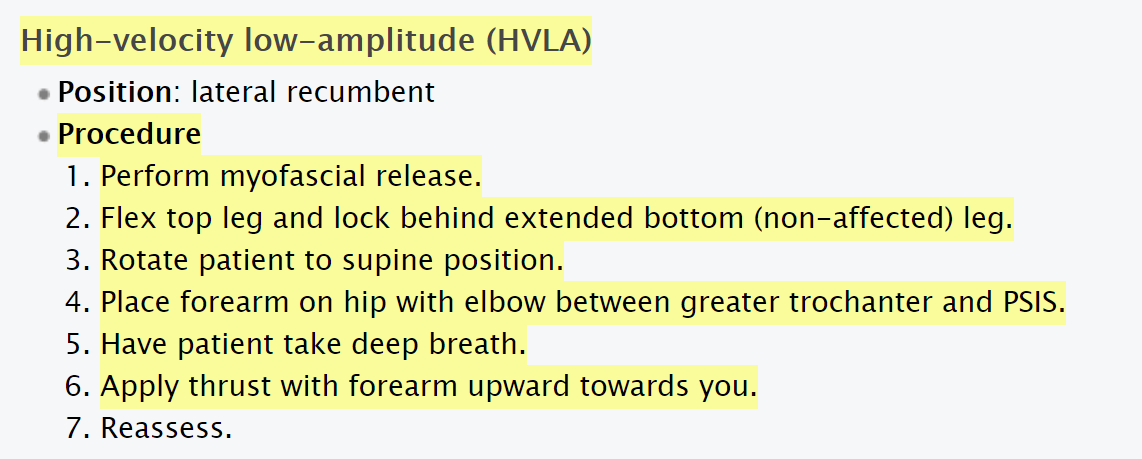 High-velocity low-amplitude (HVLA)
Position: lateral recumbent
Procedure
1. Perform myofascial release.
2. Flex top leg and lock behind extended bottom (non-affected) leg.
3. Rotate patient to supine position.
4. Place forearm on hip with elbow between greater trochanter and PSIS.
5. Have patient take deep breath.
6. Apply thrust with forearm upward towards you.
7. Reassess.